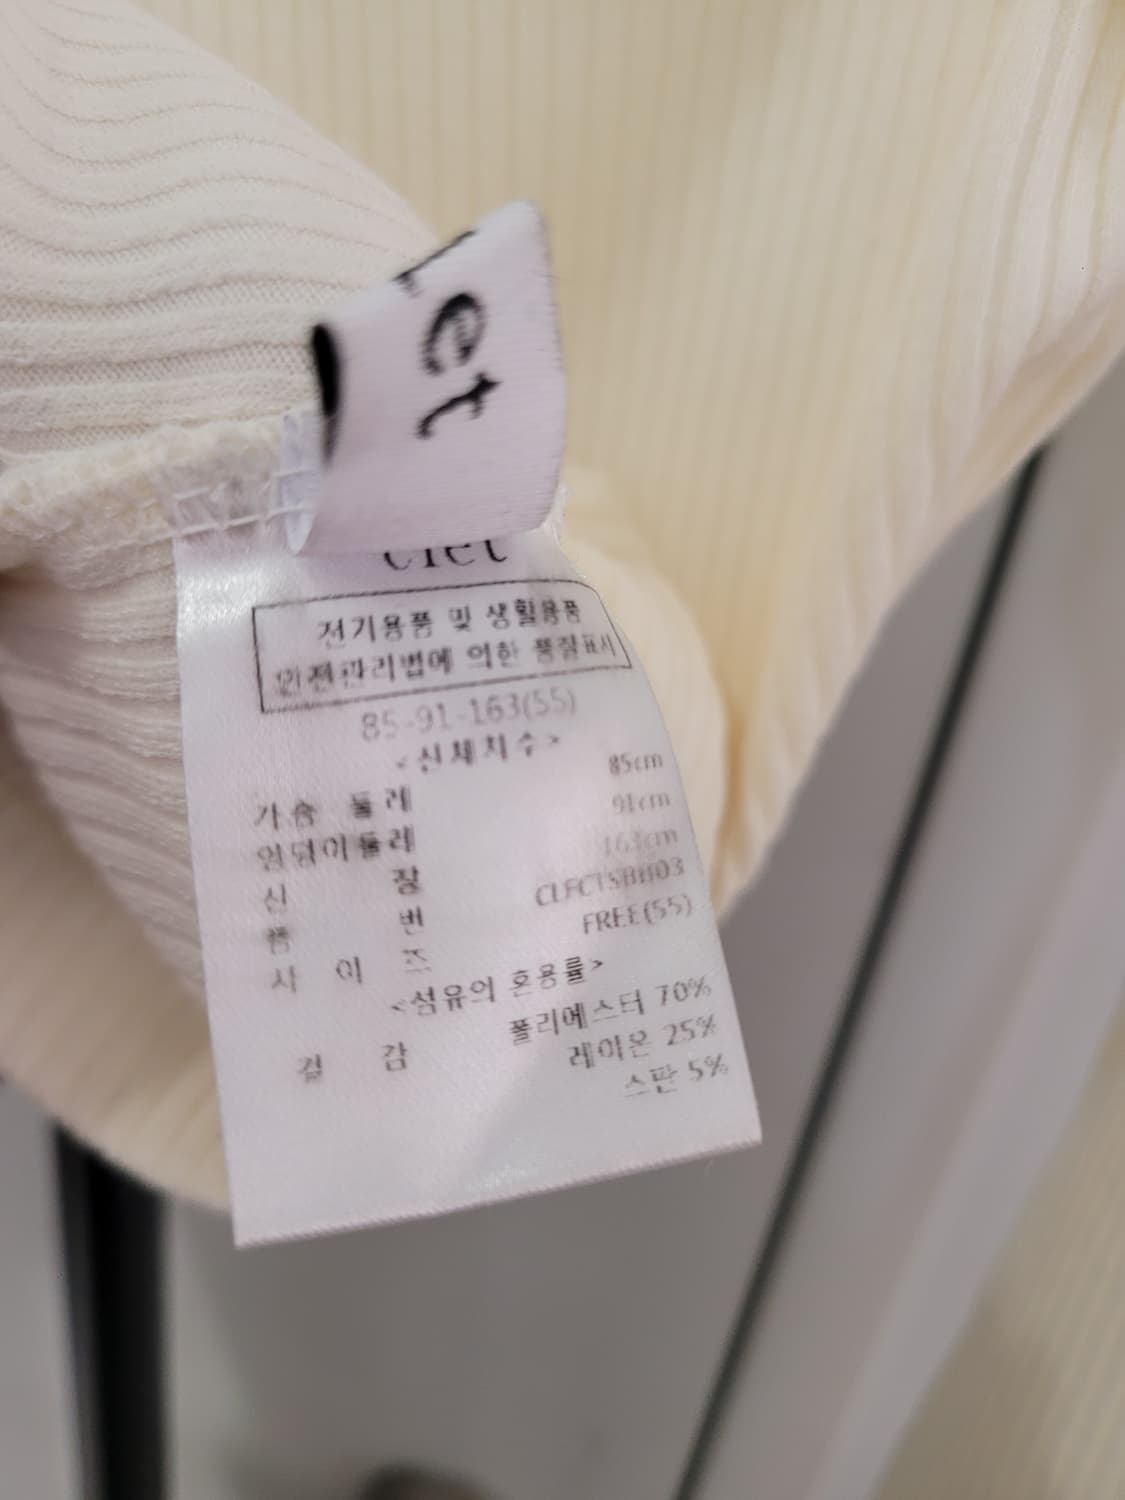 et
clet
전기용품 및 생활용품
안전관리법에 의한 품질표시
85-91-163(55)
<신체치수>
가슴 둘레 85cm
엉덩이둘레 91cm
신 장 163cm
품 번
사 이 즈 FREE(55)
<섬유의 혼용률>
겉 감 폴리에스터 70%
레이온 25%
스판 5%